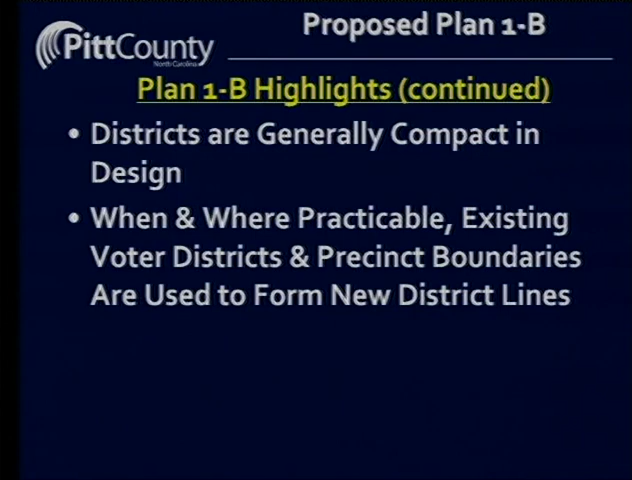 Proposed Plan 1-B
PittCounty
North Carolina
Plan 1-B Highlights (continued)
• Districts are Generally Compact in
Design
• When & Where Practicable, Existing
Voter Districts & Precinct Boundaries
Are Used to Form New District Lines